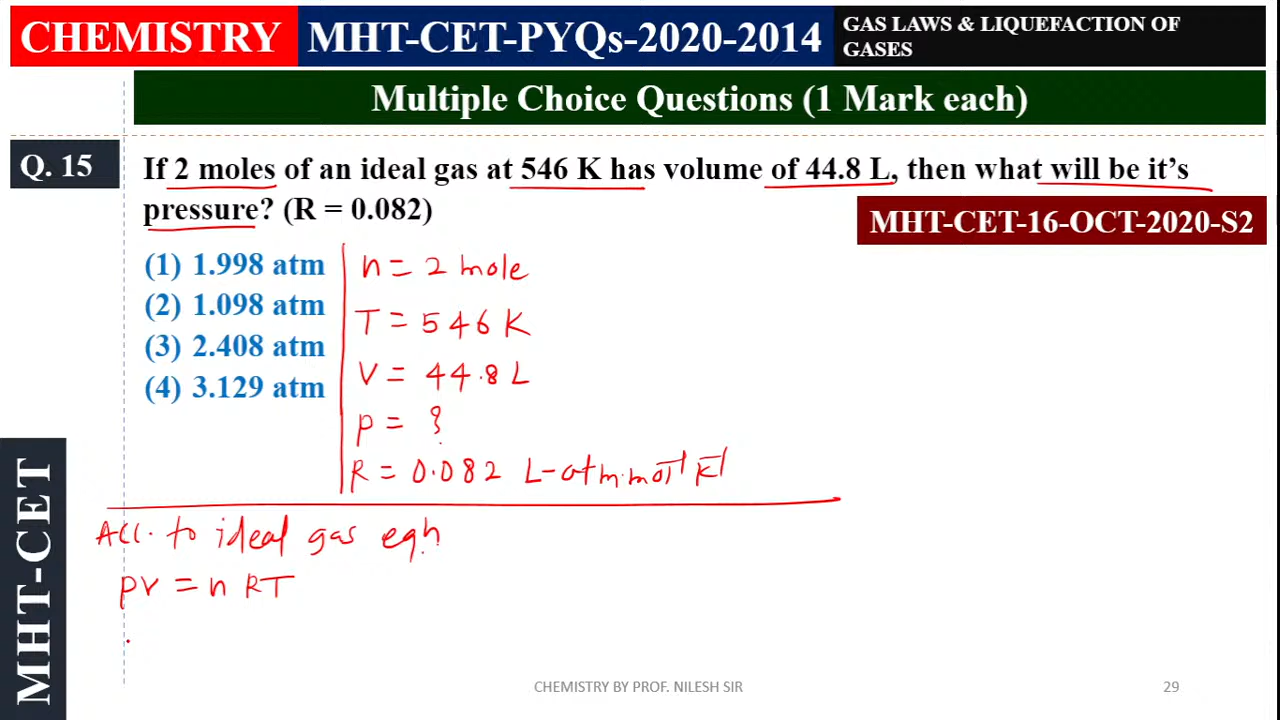 CHEMISTRY MHT-CET-PYQs-2020-2014 GAS LAWS & LIQUEFACTION OF
GASES
Multiple Choice Questions (1 Mark each)
Q. 15 If 2 moles of an ideal gas at 546 K has volume of 44.8 L, then what will be it's
pressure? (R = 0.082)
MHT-CET-16-OCT-2020-S2
(1) 1.998 atm
(2) 1.098 atm
(3) 2.408 atm
(4) 3.129 atm
n = 2 mole
T = 546 K
V = 44.8 L
p = ?
R = 0.082 L-atm.mol⁻¹ K⁻¹
Acc. to ideal gas eqn.
PV = n RT
MHT-CET
CHEMISTRY BY PROF. NILESH SIR 29